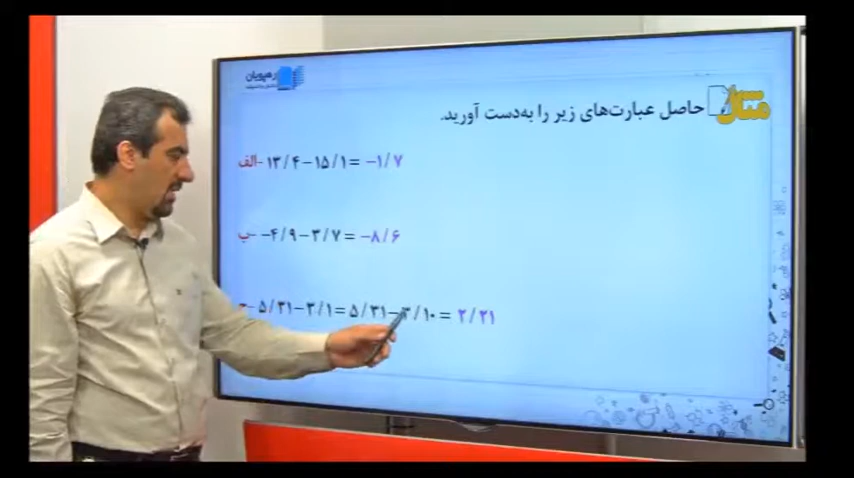 رهپویان
مثال
حاصل عبارت‌های زیر را به‌دست آورید.
الف- ۱۳/۴-۱۵/۱= -۱/۷
ب- -۴/۹-۳/۷= -۸/۶
ج- ۵/۳۱-۳/۱= ۵/۳۱-۳/۱۰= ۲/۲۱